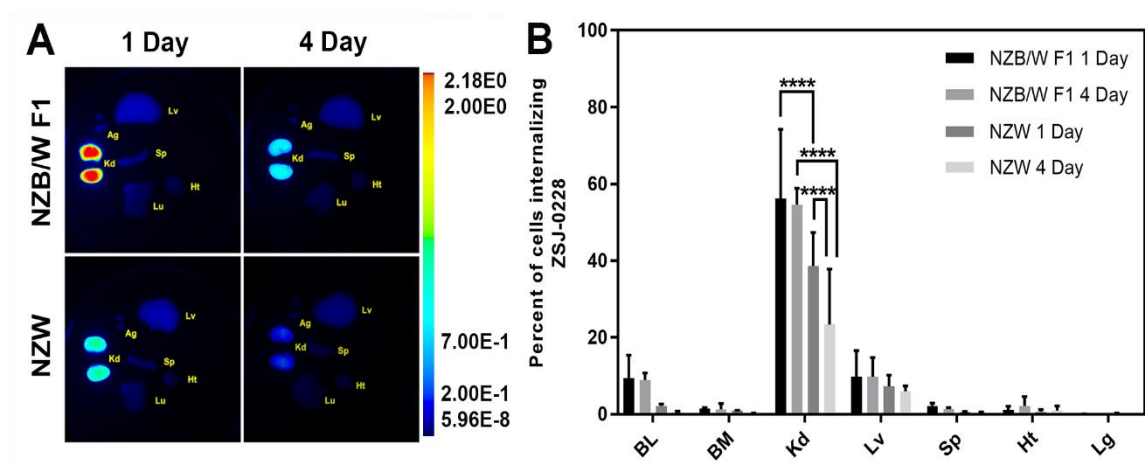 A
1 Day
4 Day
NZB/W F1
Lv
Ag
Kd
Sp
Ht
Lu
Lv
Ag
Kd
Sp
Ht
Lu
NZW
Lv
Ag
Kd
Sp
Ht
Lu
Lv
Ag
Kd
Sp
Ht
Lu
2.18E0
2.00E0
7.00E-1
2.00E-1
5.96E-8
B
Percent of cells internalizing
ZSJ-0228
100
80
60
40
20
0
****
****
****
NZB/W F1 1 Day
NZB/W F1 4 Day
NZW 1 Day
NZW 4 Day
BL
BM
Kd
Lv
Sp
Ht
Lg